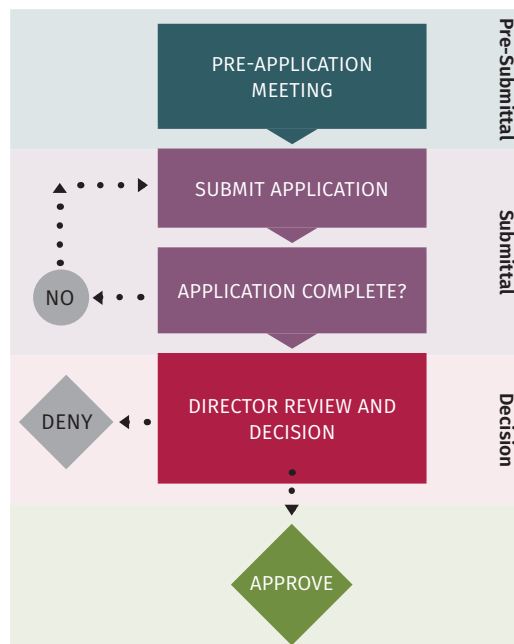 PRE-APPLICATION
MEETING
Pre-Submittal
SUBMIT APPLICATION
Submittal
NO
APPLICATION COMPLETE?
DENY
DIRECTOR REVIEW AND
DECISION
Decision
APPROVE